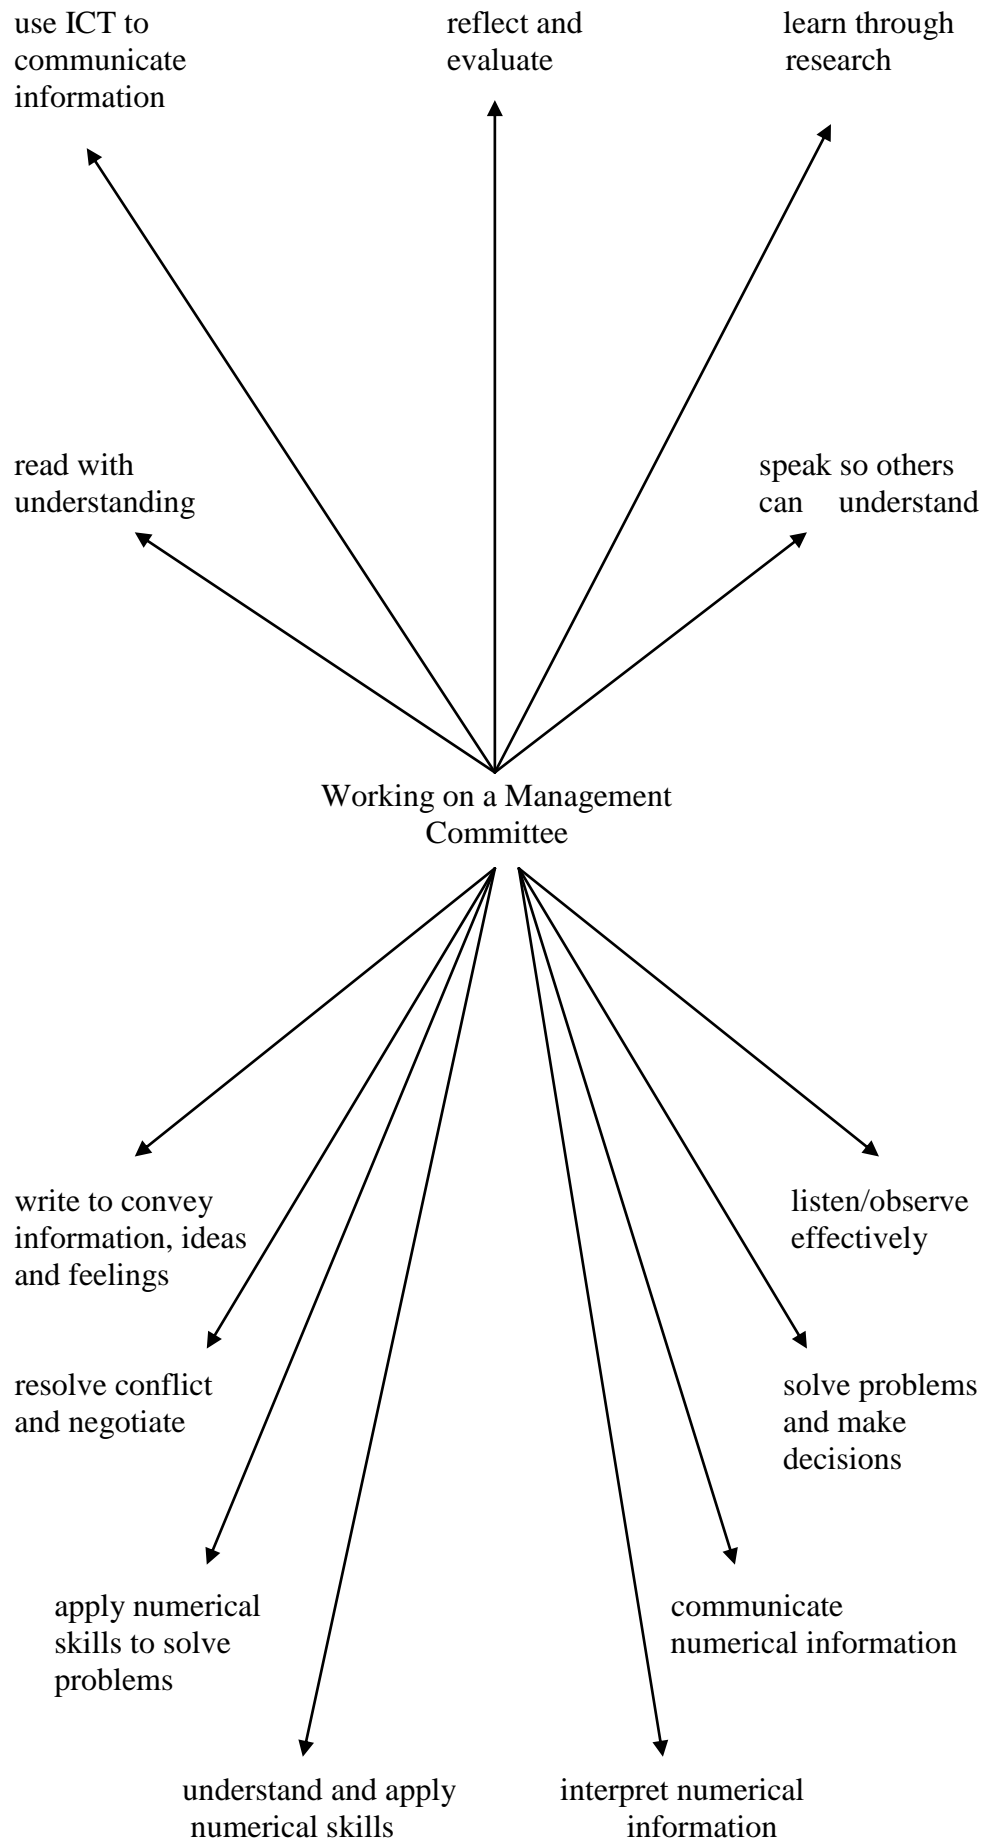 use ICT to
communicate
information
reflect and
evaluate
learn through
research
read with
understanding
speak so others
can understand
Working on a Management
Committee
write to convey
information, ideas
and feelings
listen/observe
effectively
resolve conflict
and negotiate
solve problems
and make
decisions
apply numerical
skills to solve
problems
communicate
numerical information
understand and apply
numerical skills
interpret numerical
information